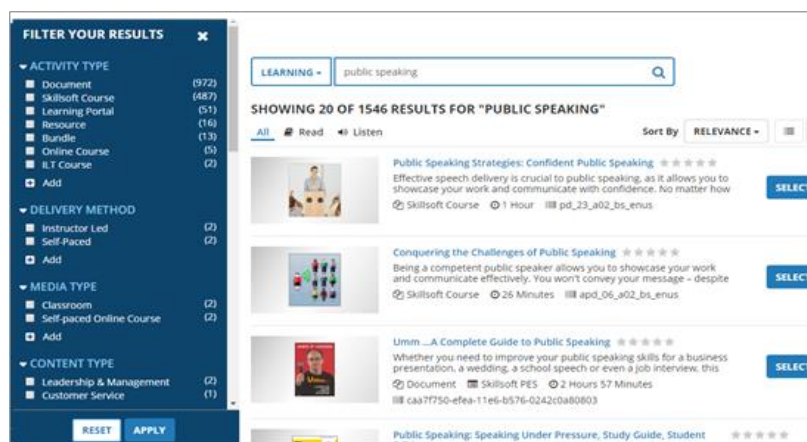 FILTER YOUR RESULTS
ACTIVITY TYPE
Document (972)
Skillsoft Course (487)
Learning Portal (51)
Resource (16)
Bundle (13)
Online Course (5)
ILT Course (2)
Add
DELIVERY METHOD
Instructor Led (2)
Self-Paced (2)
Add
MEDIA TYPE
Classroom (2)
Self-paced Online Course (2)
Add
CONTENT TYPE
Leadership & Management (2)
Customer Service (1)
RESET APPLY
LEARNING public speaking
SHOWING 20 OF 1546 RESULTS FOR "PUBLIC SPEAKING"
All Read Listen Sort By RELEVANCE
Public Speaking Strategies: Confident Public Speaking
Effective speech delivery is crucial to public speaking, as it allows you to
showcase your work and communicate with confidence. No matter how
Skillsoft Course 1 Hour pd_23_a02_bs_enus
SELECT
Conquering the Challenges of Public Speaking
Being a competent public speaker allows you to showcase your work
and communicate effectively. You won't convey your message – despite
Skillsoft Course 26 Minutes apd_06_a02_bs_enus
SELECT
Umm ...A Complete Guide to Public Speaking
Whether you need to improve your public speaking skills for a business
presentation, a wedding, a school speech or even a job interview, this
Document Skillsoft PES 2 Hours 57 Minutes
caa7f750-efea-11e6-b576-0242c0a80803
SELECT
Public Speaking: Speaking Under Pressure, Study Guide, Student